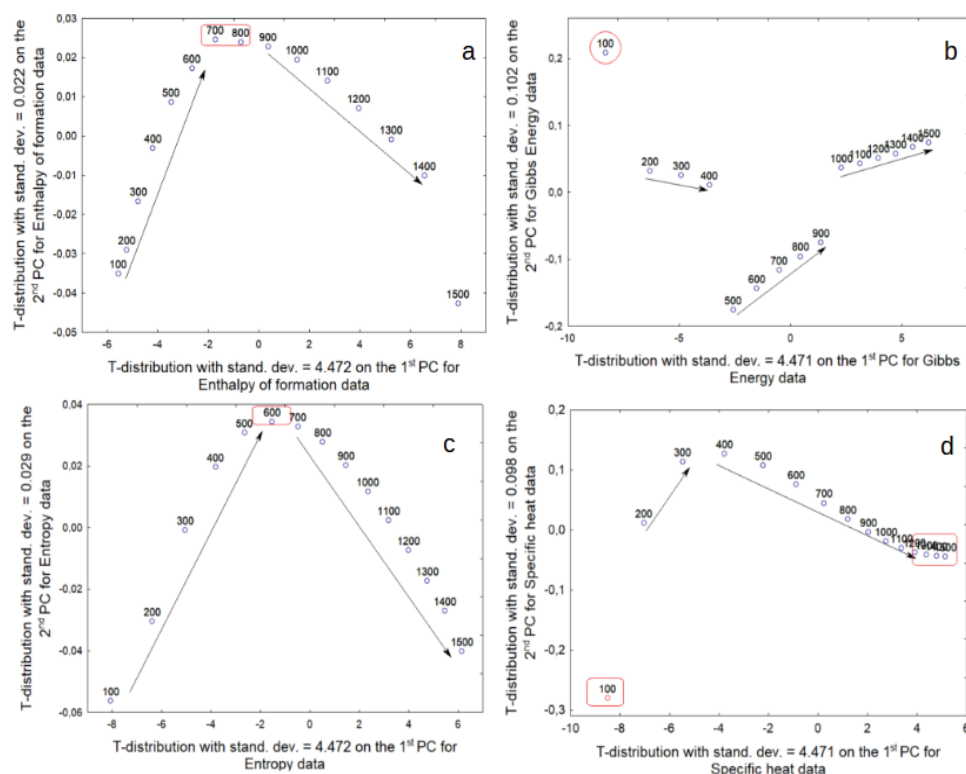 T-distribution with stand. dev. = 0.022 on the
2nd PC for Enthalpy of formation data
0.03
0.02
0.01
0.00
-0.01
-0.02
-0.03
-0.04
-0.05
a
700 800 900
600 1000
500 1100
1200
400 1300
300 1400
200
100
1500
-6 -4 -2 0 2 4 6 8
T-distribution with stand. dev. = 4.472 on the 1st PC for
Enthalpy of formation data
T-distribution with stand. dev. = 0.102 on the
2nd PC for Gibbs Energy data
0,2
0,1
0,0
-0,1
-0,2
b
100
200 300 400
1000 1100 1200 1300 1400 1500
500 600 700 800 900
-10 -5 0 5
T-distribution with stand. dev. = 4.471 on the 1st PC for Gibbs
Energy data
T-distribution with stand. dev. = 0.029 on the
2nd PC for Entropy data
0.04
0.02
0.00
-0.02
-0.04
-0.06
c
500 600 700
400 800
900
300 1000
1100
1200
200 1300
1400
100 1500
-8 -6 -4 -2 0 2 4 6
T-distribution with stand. dev. = 4.472 on the 1st PC for
Entropy data
T-distribution with stand. dev. = 0.098 on the
2nd PC for Specific heat data
0,2
0,1
0,0
-0,1
-0,2
-0,3
d
300 400 500
600
200 700
800
900 1000
1100 1200
100
-10 -8 -6 -4 -2 0 2 4 6
T-distribution with stand. dev. = 4.471 on the 1st PC for
Specific heat data